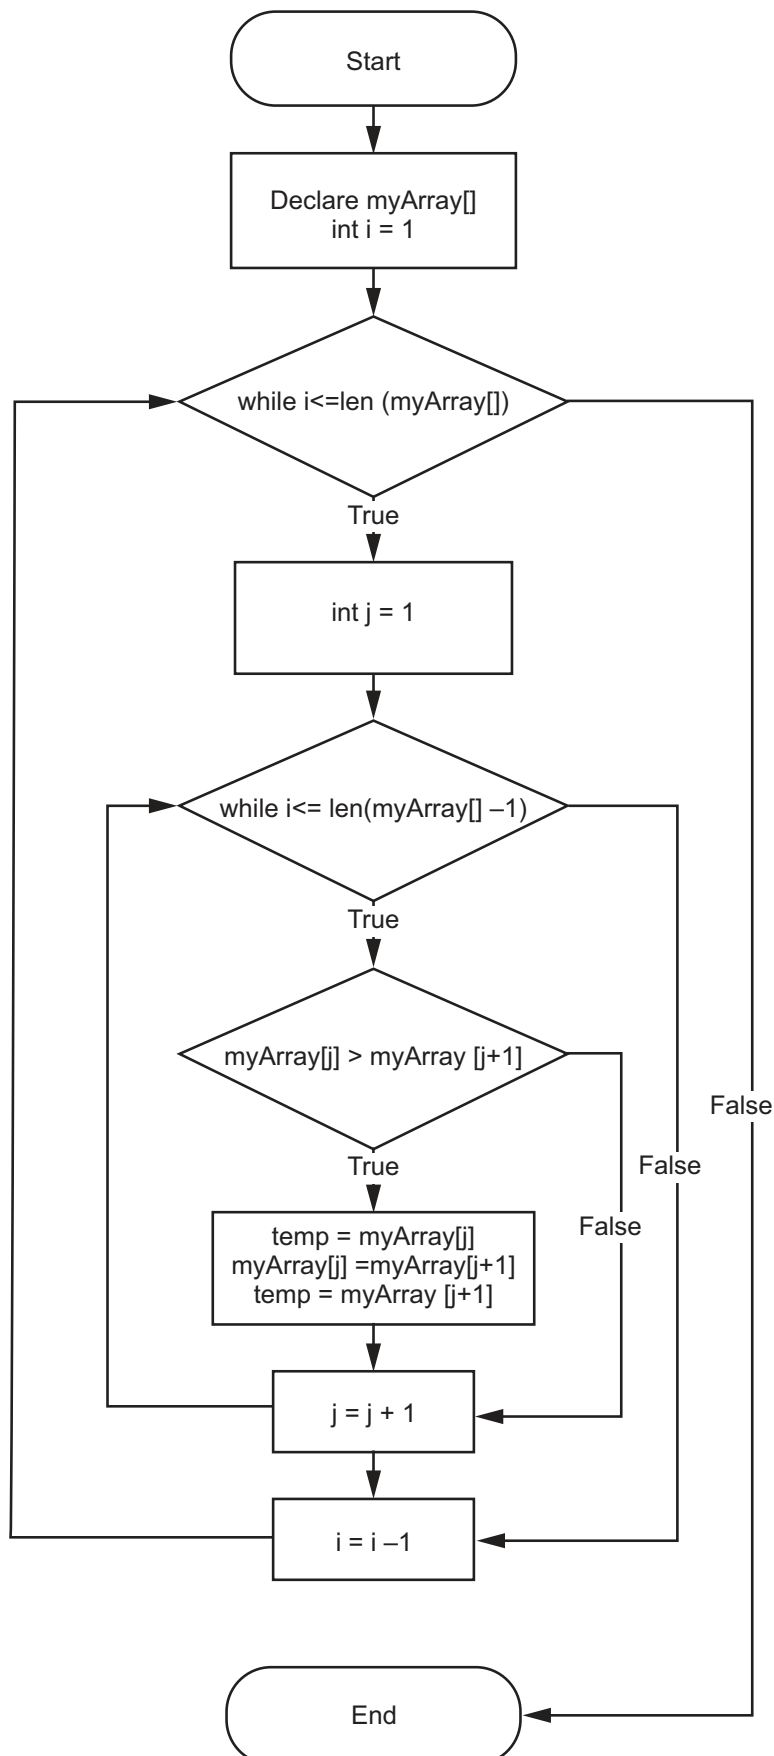 Start
Declare myArray[]
int i = 1
while i<=len (myArray[])
True
int j = 1
while i<= len(myArray[] –1)
True
myArray[j] > myArray [j+1]
False
True
False
False
temp = myArray[j]
myArray[j] =myArray[j+1]
temp = myArray [j+1]
j = j + 1
i = i –1
End